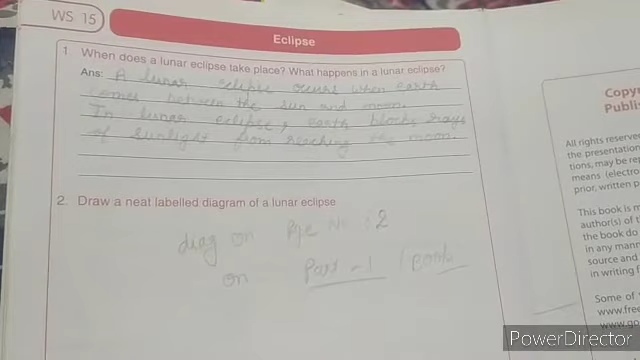 WS 15
Eclipse
1 When does a lunar eclipse take place? What happens in a lunar eclipse?
Ans: A lunar eclipse occurs when earth
comes between the sun and moon.
In lunar eclipse, earth blocks rays
of sunlight from reaching the moon.
2. Draw a neat labelled diagram of a lunar eclipse
diag on Pge No 62
on Part - 1 (Book)
Copy
Publi
All rights reserve
the presentation
tions, may be rep
means (electro
prior, written p
This book is m
author(s) of t
the book do
in any mann
source and
in writing f
Some of
www.free
www.go
PowerDirector